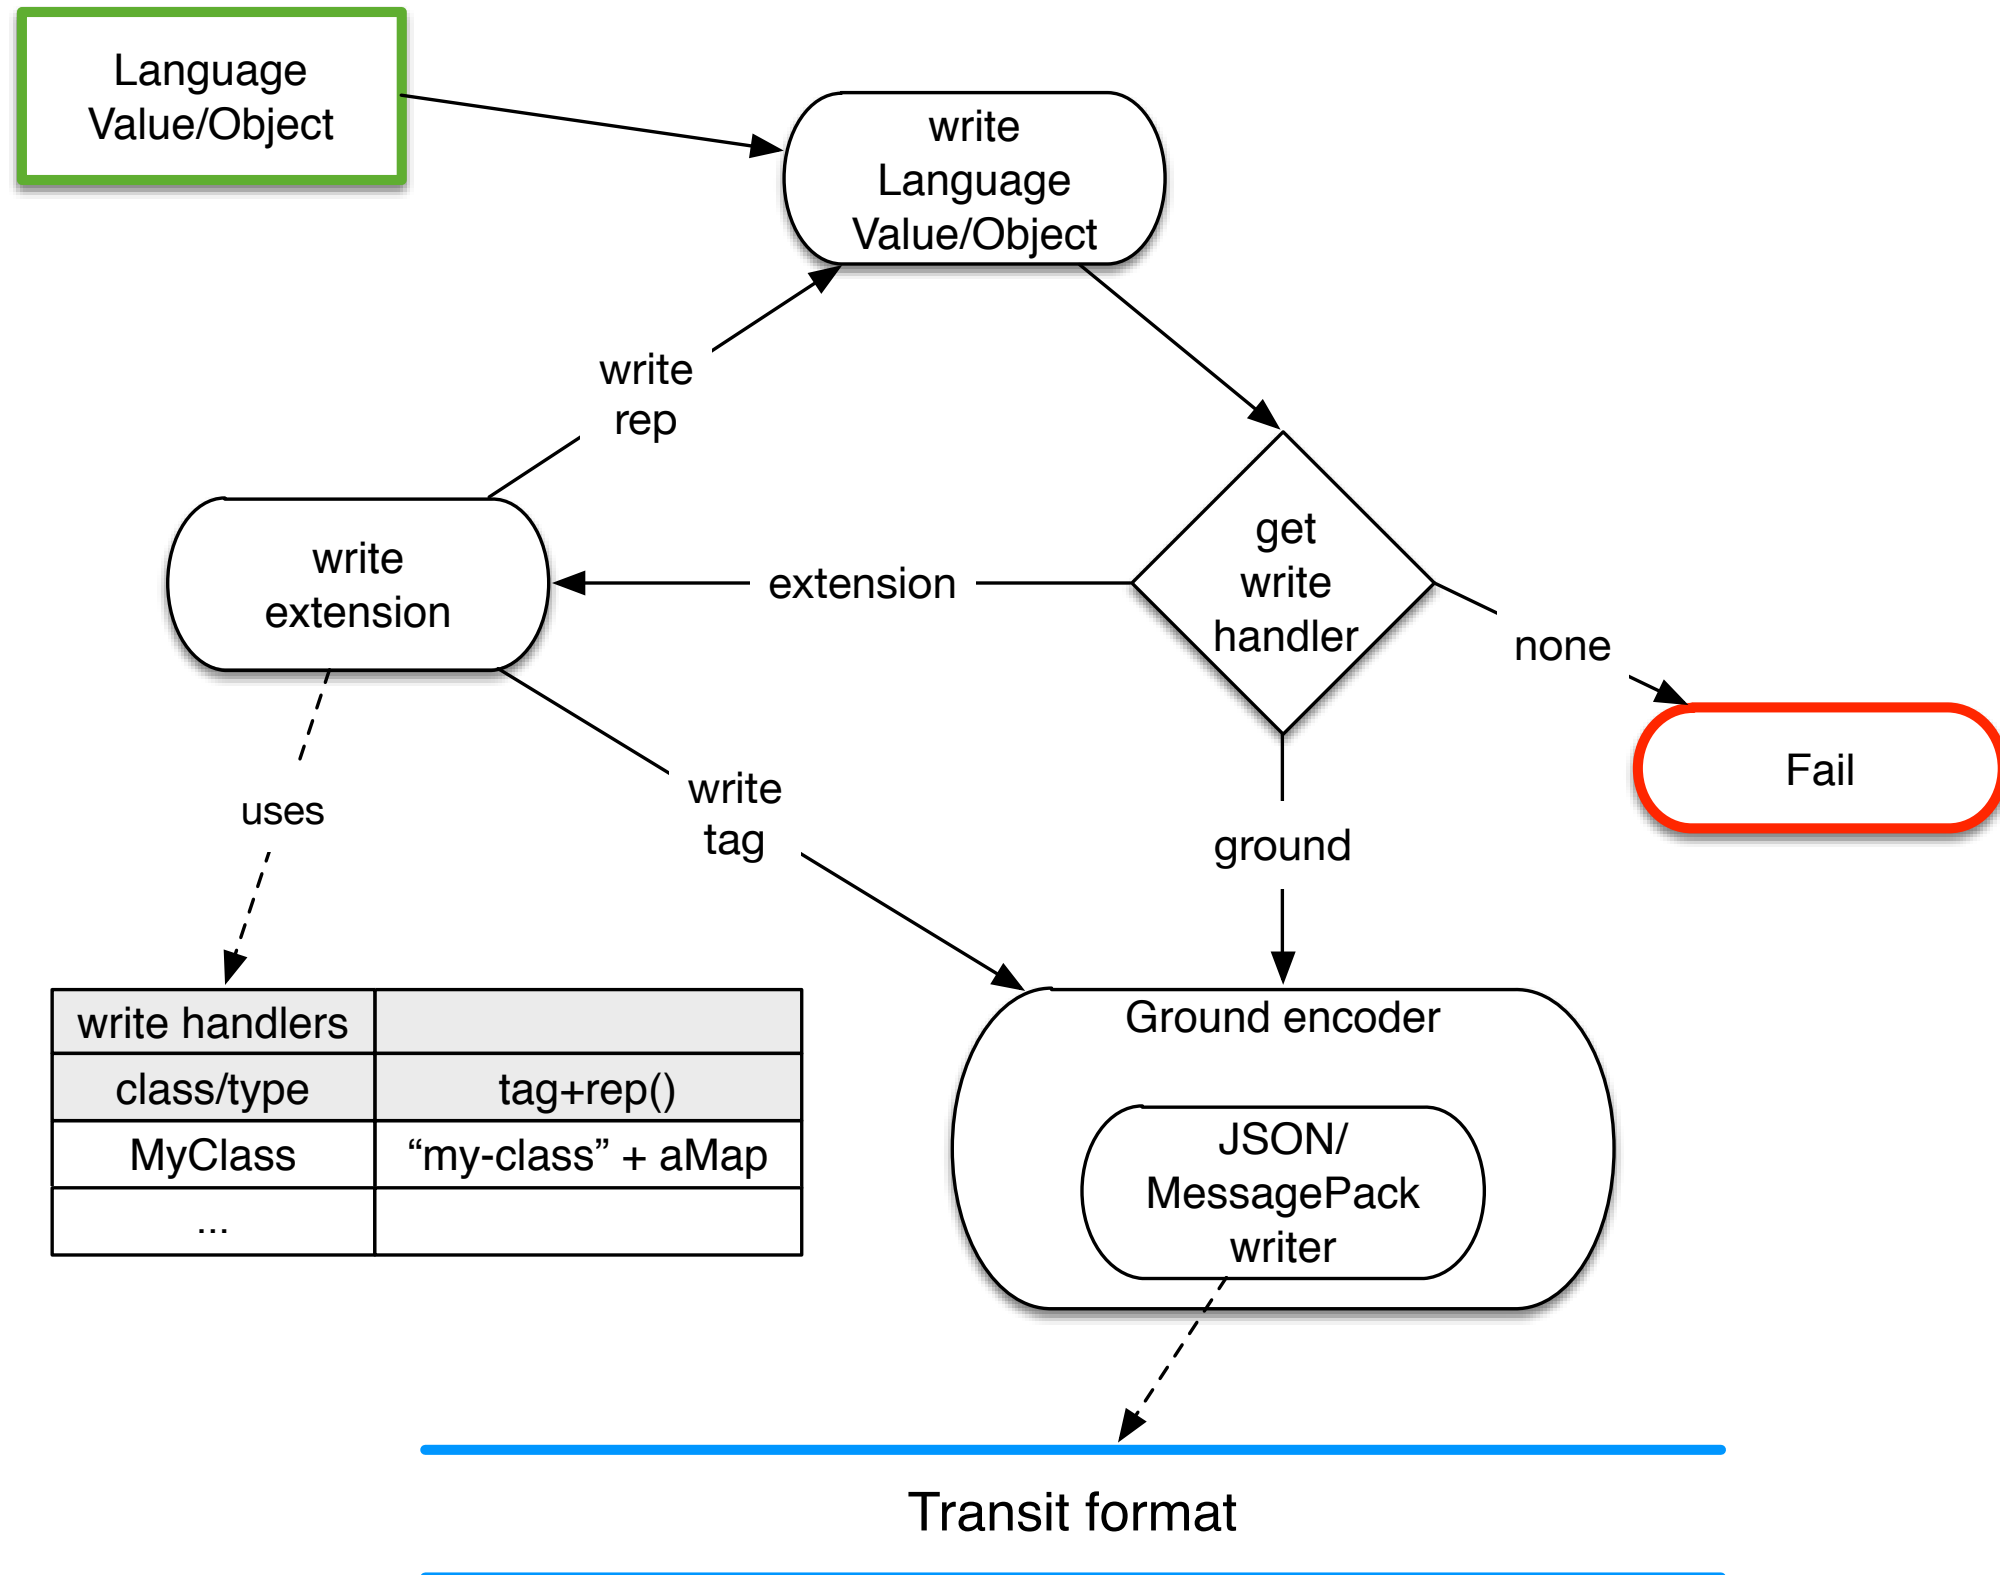 Language
Value/Object
write
Language
Value/Object
write
rep
get
write
handler
write
extension
extension
none
Fail
uses
write
tag
ground
write handlers
class/type tag+rep()
MyClass “my-class” + aMap
...
Ground encoder
JSON/
MessagePack
writer
Transit format